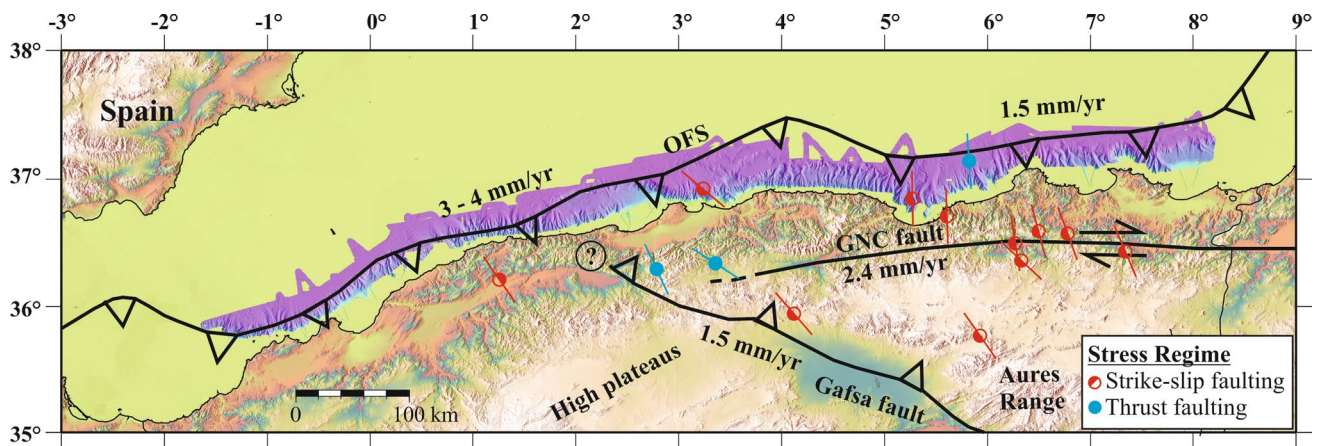 -3° -2° -1° 0° 1° 2° 3° 4° 5° 6° 7° 8° 9°
38°
Spain
1.5 mm/yr
OFS
37°
3 - 4 mm/yr
GNC fault
?
2.4 mm/yr
36°
1.5 mm/yr
High plateaus
Gafsa fault
Aures
Range
0 100 km
Stress Regime
Strike-slip faulting
Thrust faulting
35°